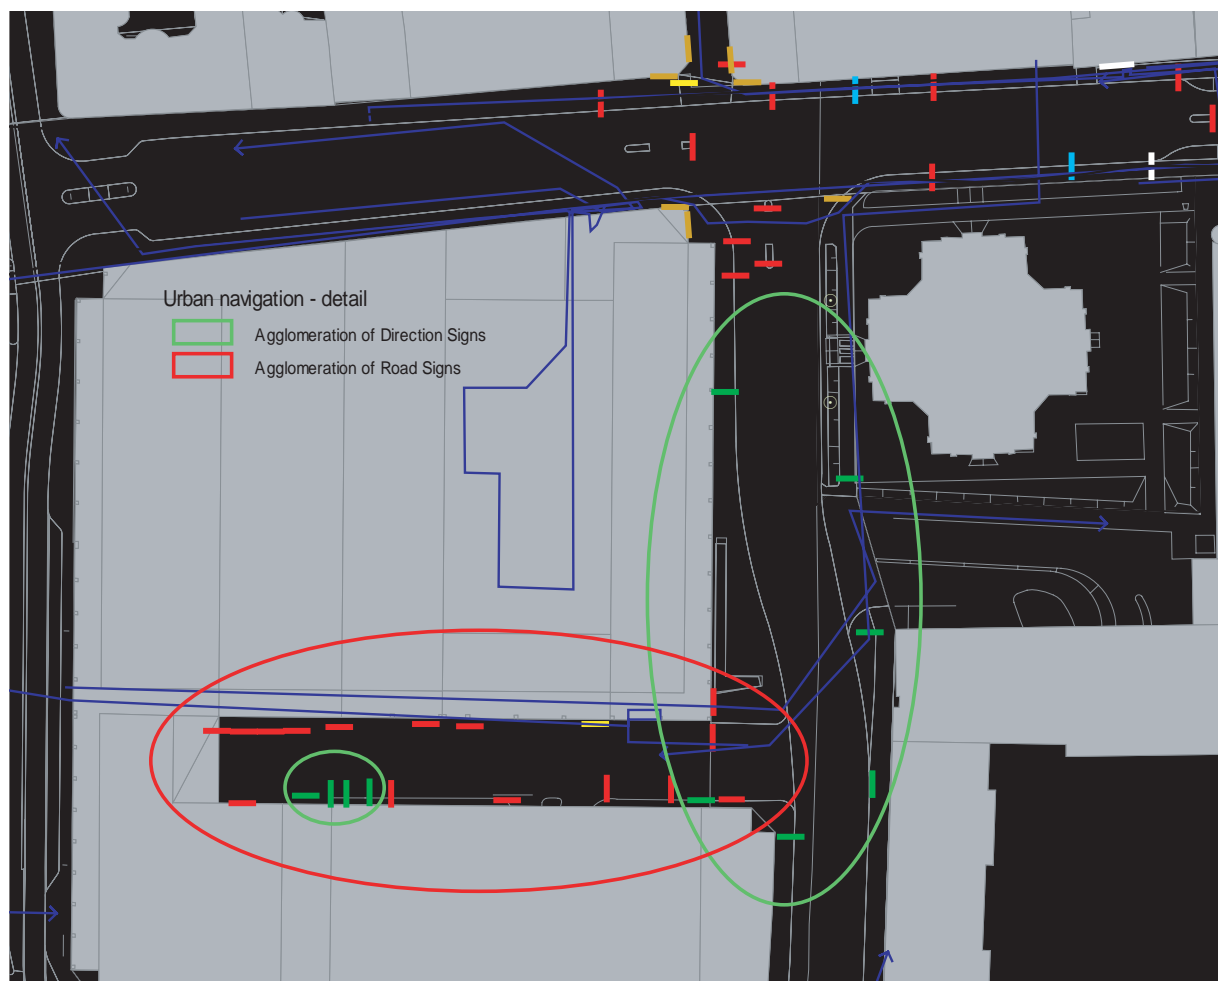 Urban navigation - detail
Agglomeration of Direction Signs
Agglomeration of Road Signs